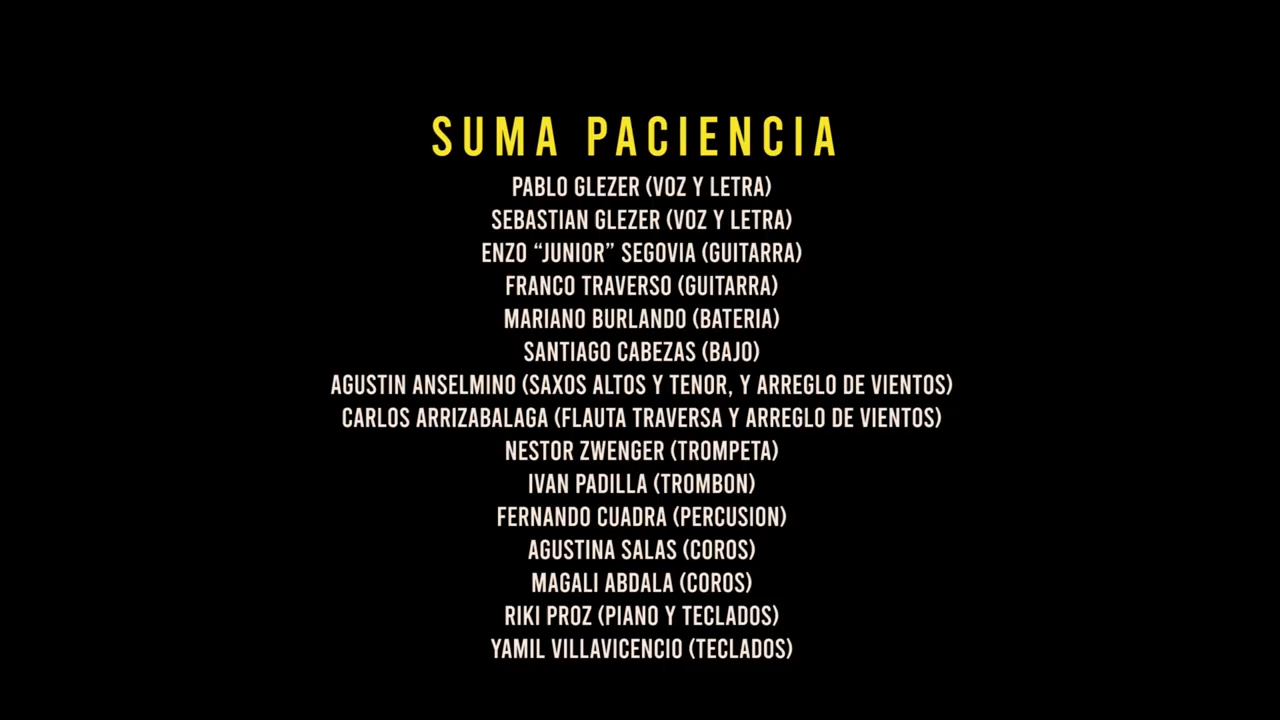 SUMA PACIENCIA
PABLO GLEZER (VOZ Y LETRA)
SEBASTIAN GLEZER (VOZ Y LETRA)
ENZO “JUNIOR” SEGOVIA (GUITARRA)
FRANCO TRAVERSO (GUITARRA)
MARIANO BURLANDO (BATERIA)
SANTIAGO CABEZAS (BAJO)
AGUSTIN ANSELMINO (SAXOS ALTOS Y TENOR, Y ARREGLO DE VIENTOS)
CARLOS ARRIZABALAGA (FLAUTA TRAVERSA Y ARREGLO DE VIENTOS)
NESTOR ZWENGER (TROMPETA)
IVAN PADILLA (TROMBON)
FERNANDO CUADRA (PERCUSION)
AGUSTINA SALAS (COROS)
MAGALI ABDALA (COROS)
RIKI PROZ (PIANO Y TECLADOS)
YAMIL VILLAVICENCIO (TECLADOS)